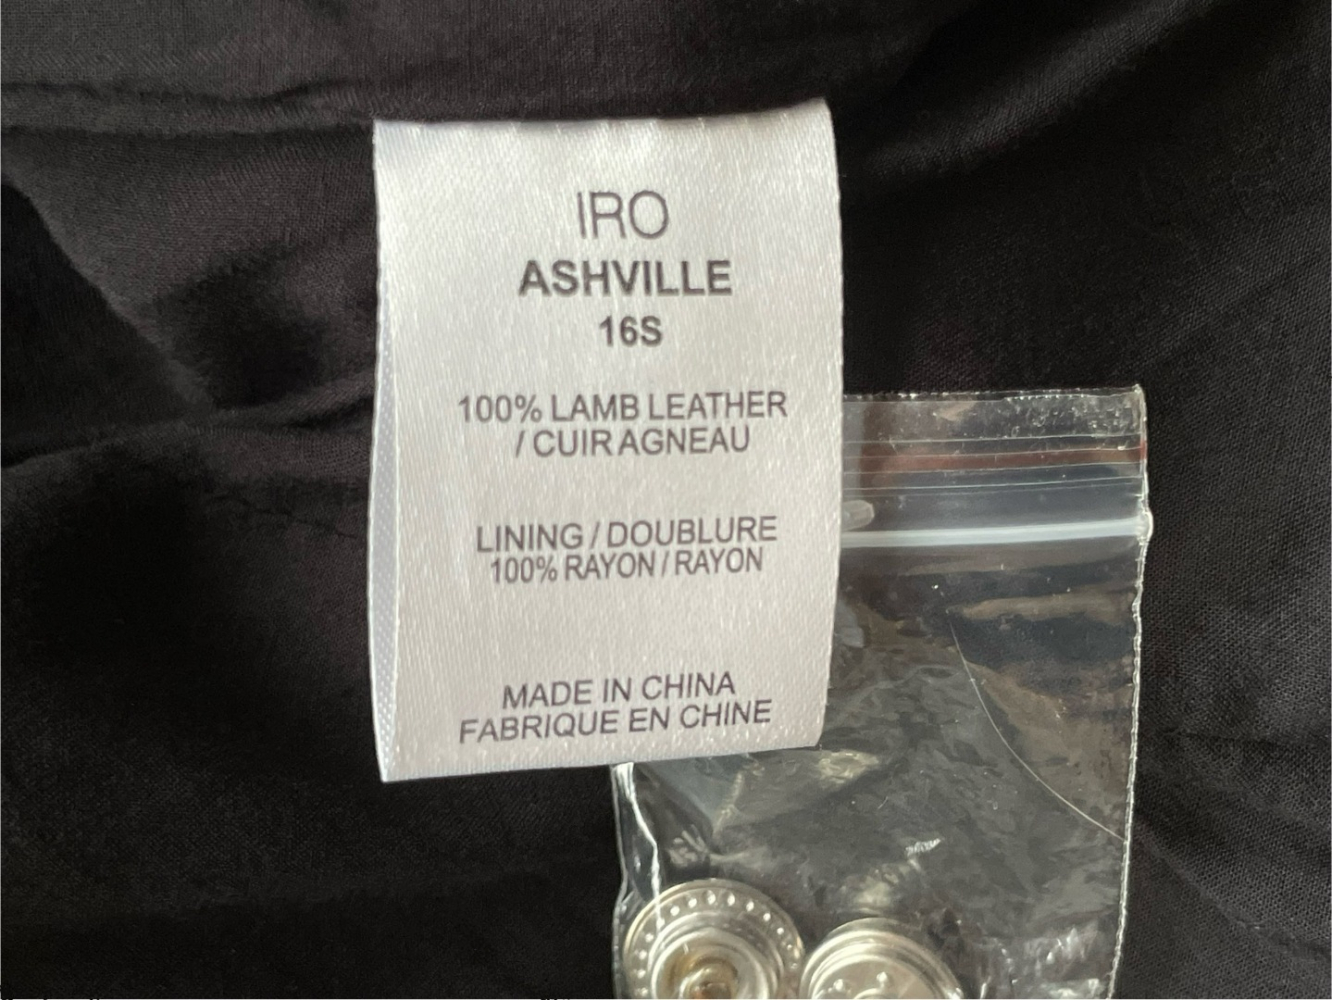 IRO
ASHVILLE
16S
100% LAMB LEATHER
/ CUIR AGNEAU
LINING / DOUBLURE
100% RAYON / RAYON
MADE IN CHINA
FABRIQUE EN CHINE